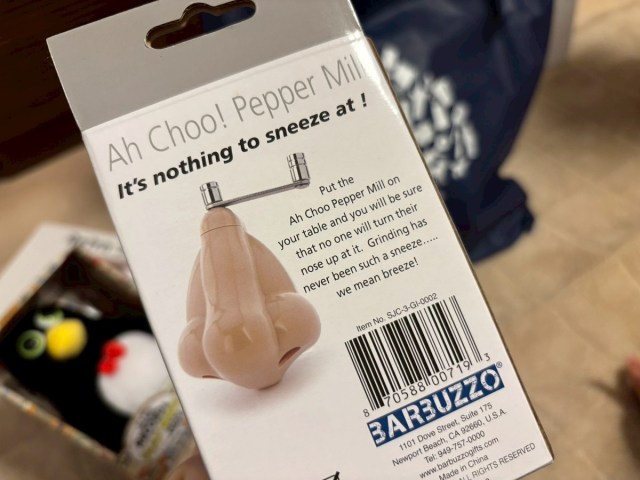 Ah Choo! Pepper Mil
It's nothing to sneeze at !
Put the
Ah Choo Pepper Mill on
your table and you will be sure
that no one will turn their
nose up at it. Grinding has
never been such a sneeze.....
we mean breeze!
Item No. SJC-3-GI-0002
8 70588 00719 3
BARBUZZO®
1101 Dove Street, Suite 175
Newport Beach, CA 92660, U.S.A.
Tel: 949-757-0000
www.barbuzzogifts.com
Made in China
ALL RIGHTS RESERVED